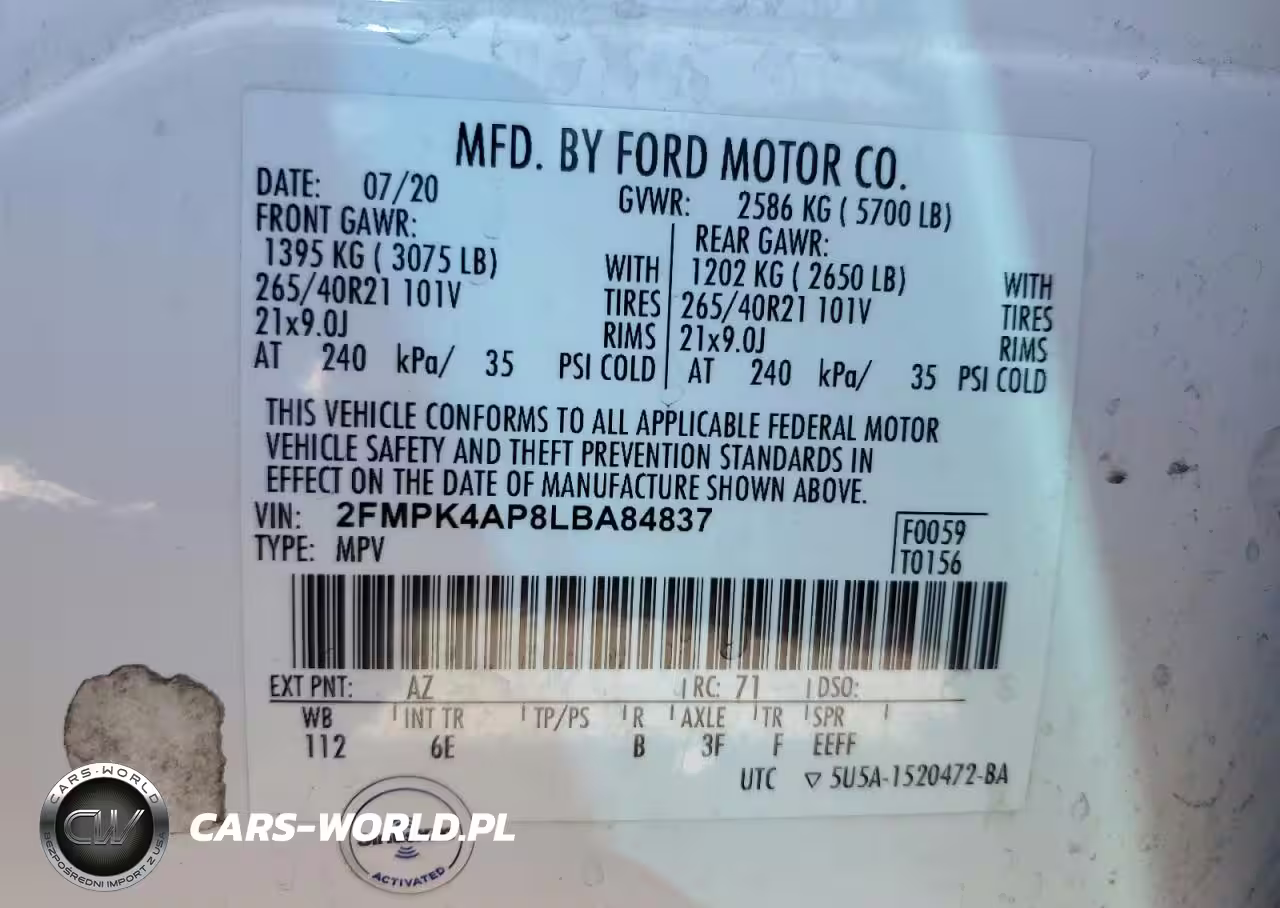 MFD. BY FORD MOTOR CO.
DATE: 07/20 GVWR: 2586 KG ( 5700 LB)
FRONT GAWR: REAR GAWR:
1395 KG ( 3075 LB) WITH 1202 KG ( 2650 LB) WITH
265/40R21 101V TIRES 265/40R21 101V TIRES
21x9.0J RIMS 21x9.0J RIMS
AT 240 kPa/ 35 PSI COLD AT 240 kPa/ 35 PSI COLD
THIS VEHICLE CONFORMS TO ALL APPLICABLE FEDERAL MOTOR
VEHICLE SAFETY AND THEFT PREVENTION STANDARDS IN
EFFECT ON THE DATE OF MANUFACTURE SHOWN ABOVE.
VIN: 2FMPK4AP8LBA84837
TYPE: MPV
F0059
T0156
EXT PNT: AZ RC: 71 DSO:
WB INT TR TP/PS R AXLE TR SPR
112 6E B 3F F EEFF
UTC ▽ 5U5A-1520472-BA
CARS-WORLD
CW
BEZPOŚREDNI IMPORT Z USA
CARS-WORLD.PL
ACTIVATED